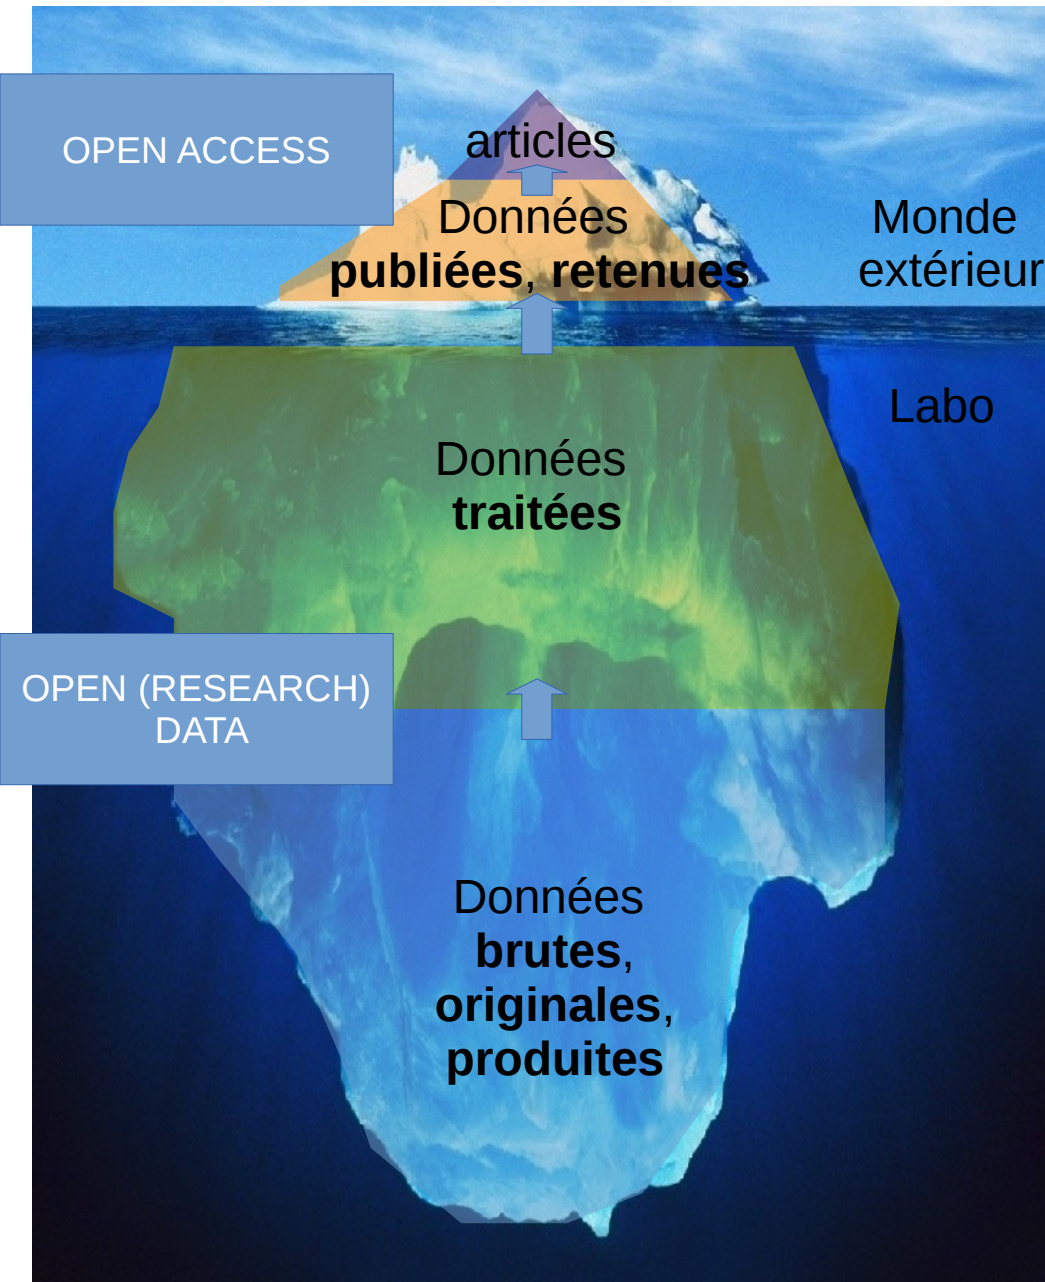 OPEN ACCESS
articles
Données
publiées, retenues
Monde
extérieur
Labo
Données
traitées
OPEN (RESEARCH)
DATA
Données
brutes,
originales,
produites